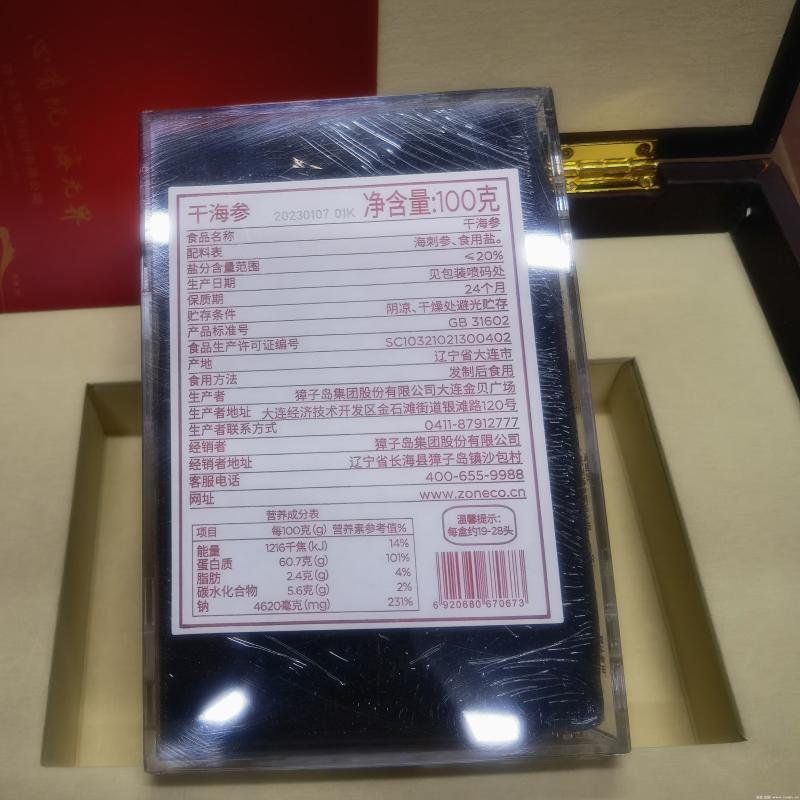 干海参 20230107 01K 净含量:100克
食品名称 干海参
配料表 海刺参、食用盐。
盐分含量范围 ≤20%
生产日期 见包装喷码处
保质期 24个月
贮存条件 阴凉、干燥处避光贮存
产品标准号 GB 31602
食品生产许可证编号 SC10321021300402
产地 辽宁省大连市
食用方法 发制后食用
生产者 獐子岛集团股份有限公司大连金贝广场
生产者地址 大连经济技术开发区金石滩街道银滩路120号
生产者联系方式 0411-87912777
经销者 獐子岛集团股份有限公司
经销者地址 辽宁省长海县獐子岛镇沙包村
客服电话 400-655-9988
网址 www.zoneco.cn
营养成分表
项目 每100克(g) 营养素参考值%
能量 1216千焦(kJ) 14%
蛋白质 60.7克(g) 101%
脂肪 2.4克(g) 4%
碳水化合物 5.6克(g) 2%
钠 4620毫克(mg) 231%
温馨提示:
每盒约19-28头
6 920680 670673